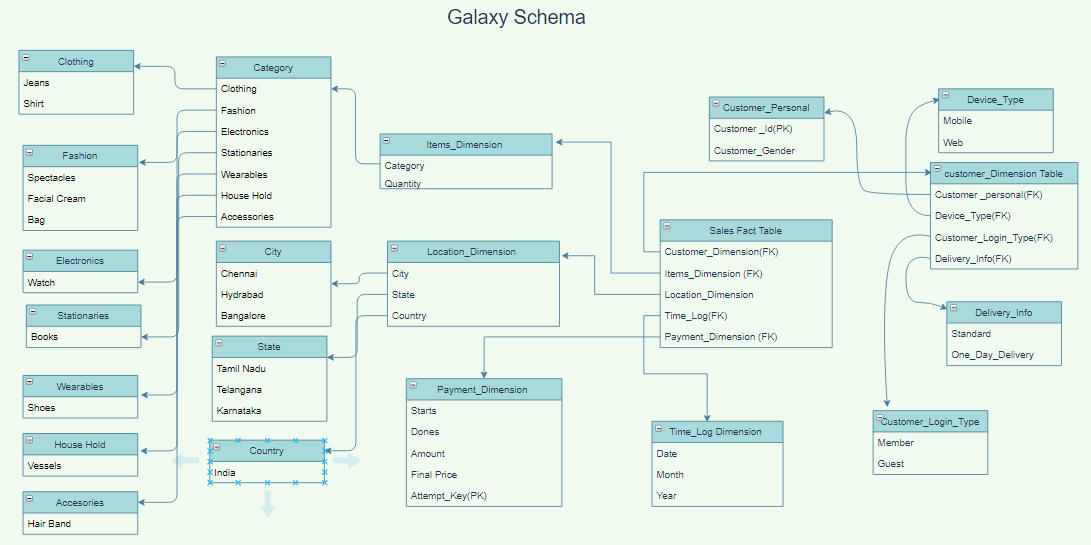 Galaxy Schema
Clothing
Jeans
Shirt
Fashion
Spectacles
Facial Cream
Bag
Electronics
Watch
Stationaries
Books
Wearables
Shoes
House Hold
Vessels
Accesories
Hair Band
Category
Clothing
Fashion
Electronics
Stationaries
Wearables
House Hold
Accessories
City
Chennai
Hydrabad
Bangalore
State
Tamil Nadu
Telangana
Karnataka
Country
India
Items_Dimension
Category
Quantity
Location_Dimension
City
State
Country
Payment_Dimension
Starts
Dones
Amount
Final Price
Attempt_Key(PK)
Sales Fact Table
Customer_Dimension(FK)
Items_Dimension (FK)
Location_Dimension
Time_Log(FK)
Payment_Dimension (FK)
Time_Log Dimension
Date
Month
Year
Customer_Personal
Customer _Id(PK)
Customer_Gender
Device_Type
Mobile
Web
customer_Dimension Table
Customer _personal(FK)
Device_Type(FK)
Customer_Login_Type(FK)
Delivery_Info(FK)
Delivery_Info
Standard
One_Day_Delivery
Customer_Login_Type
Member
Guest